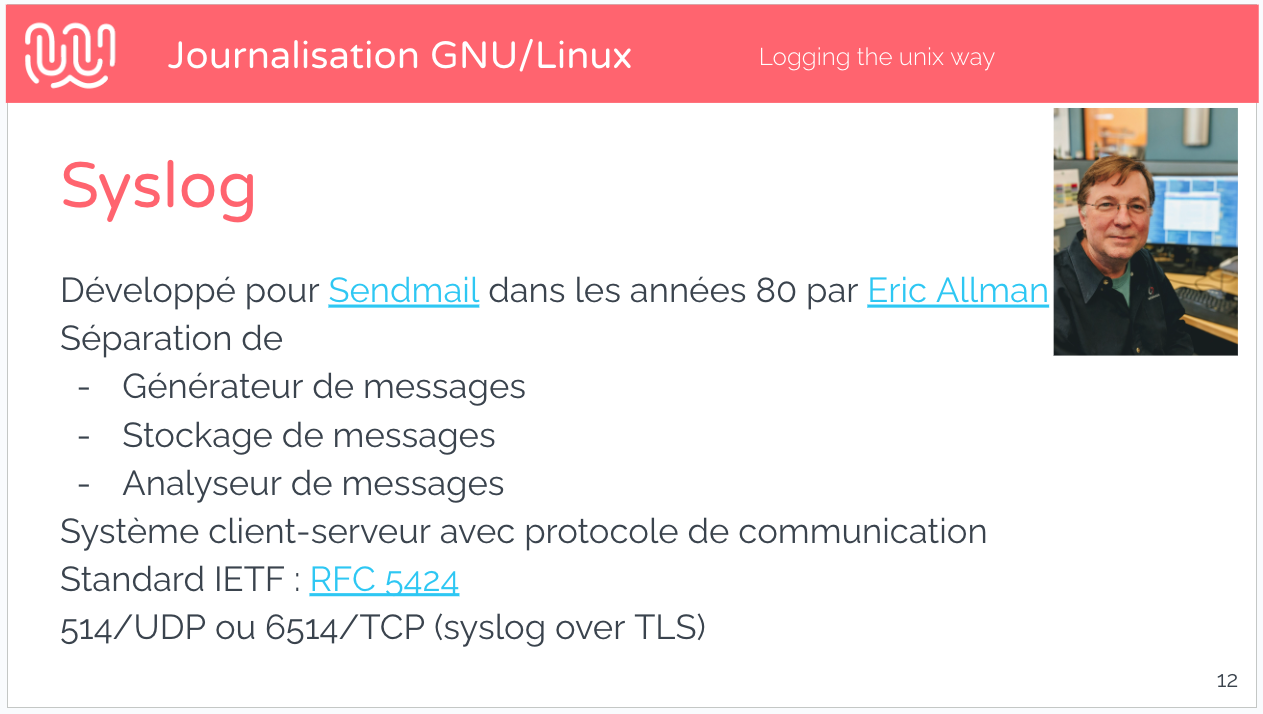 Journalisation GNU/Linux
Logging the unix way
Syslog
Développé pour Sendmail dans les années 80 par Eric Allman
Séparation de
- Générateur de messages
- Stockage de messages
- Analyseur de messages
Système client-serveur avec protocole de communication
Standard IETF : RFC 5424
514/UDP ou 6514/TCP (syslog over TLS)
12